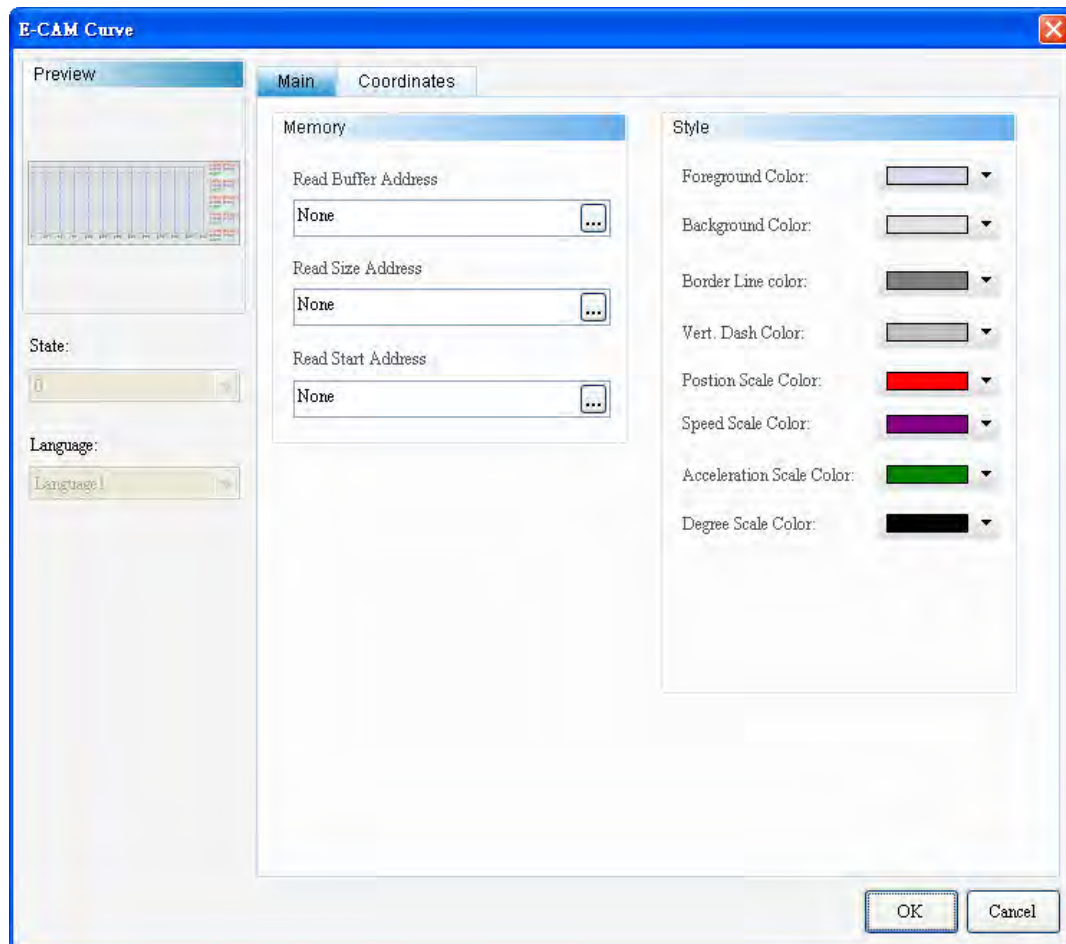 E-CAM Curve
Preview
Main
Coordinates
Memory
Style
Read Buffer Address
None
...
Read Size Address
None
...
Read Start Address
None
...
Foreground Color:
Background Color:
Border Line color:
Vert. Dash Color:
Postion Scale Color:
Speed Scale Color:
Acceleration Scale Color:
Degree Scale Color:
State:
0
Language:
Language1
OK
Cancel